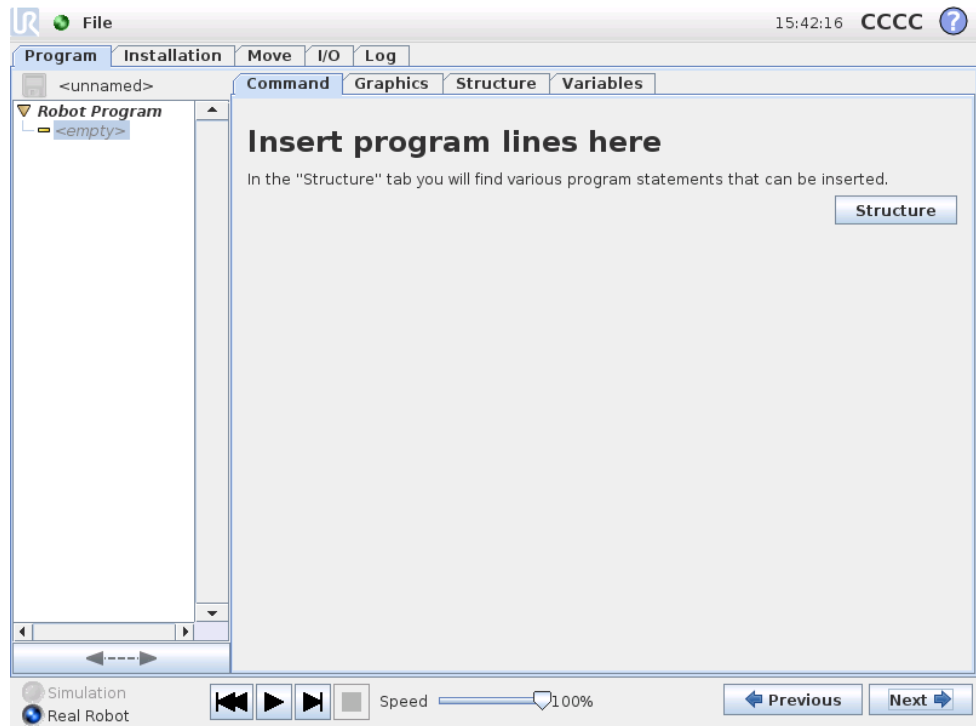 UR File 15:42:16 CCCC ?
Program Installation Move I/O Log
<unnamed> Command Graphics Structure Variables
Robot Program
<empty>
Insert program lines here
In the "Structure" tab you will find various program statements that can be inserted.
Structure
Simulation
Real Robot
Speed 100%
Previous Next